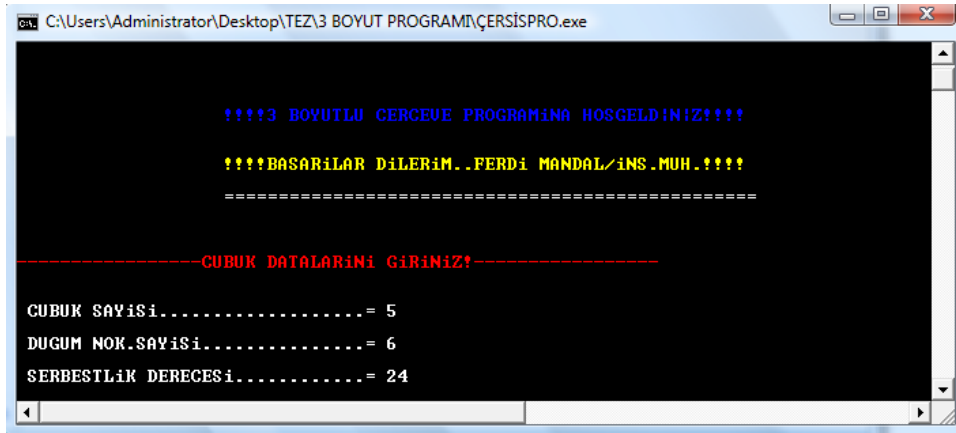 C:\Users\Administrator\Desktop\TEZ\3 BOYUT PROGRAMI\ÇERSİSPRO.exe
!!!!3 BOYUTLU CERCEVE PROGRAMiNA HOSGELD¦N¦Z!!!!
!!!!BASARiLAR DiLERiM..FERDi MANDAL/iNS.MUH.!!!!
=================================================
-----------------CUBUK DATALARiNi GiRiNiZ!-----------------
CUBUK SAYiSi...................= 5
DUGUM NOK.SAYiSi...............= 6
SERBESTLiK DERECESi............= 24